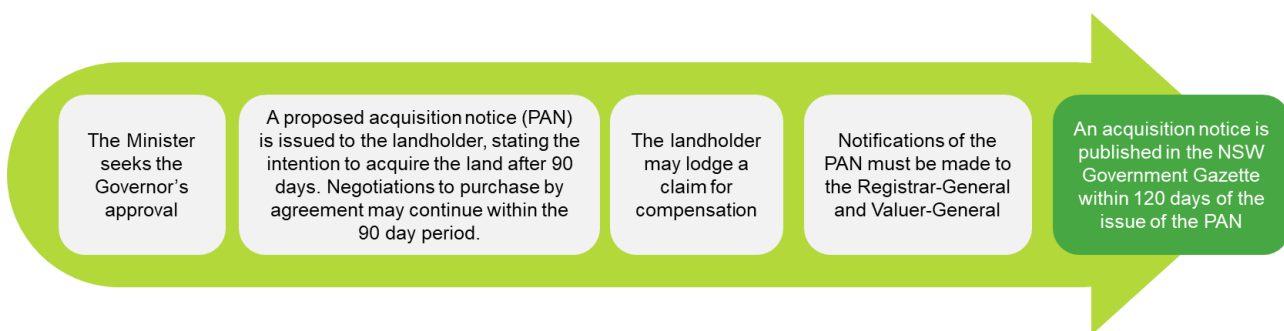 The Minister
seeks the
Governor’s
approval
A proposed acquisition notice (PAN)
is issued to the landholder, stating the
intention to acquire the land after 90
days. Negotiations to purchase by
agreement may continue within the
90 day period.
The landholder
may lodge a
claim for
compensation
Notifications of the
PAN must be made to
the Registrar-General
and Valuer-General
An acquisition notice is
published in the NSW
Government Gazette
within 120 days of the
issue of the PAN